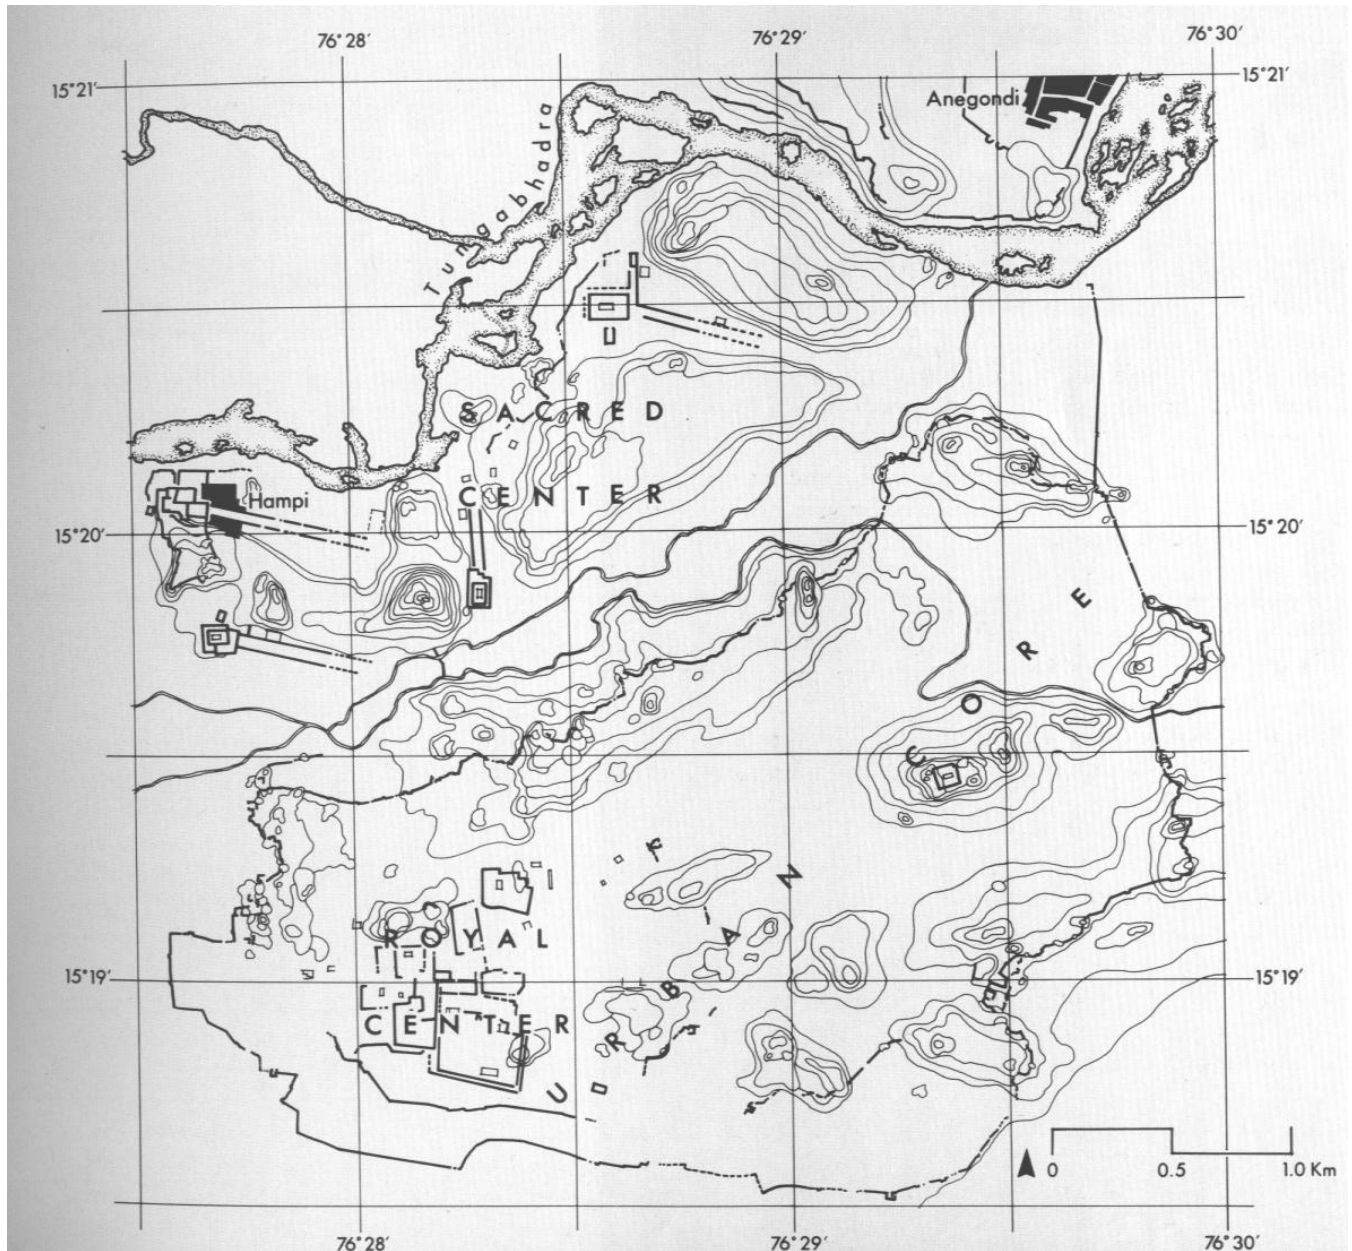 76°28′ 76°29′ 76°30′
15°21′ 15°21′
Anegondi
Tungabhadra
SACRED
CENTER
Hampi
15°20′ 15°20′
URBAN CORE
ROYAL
CENTER
15°19′ 15°19′
0 0.5 1.0 Km
76°28′ 76°29′ 76°30′